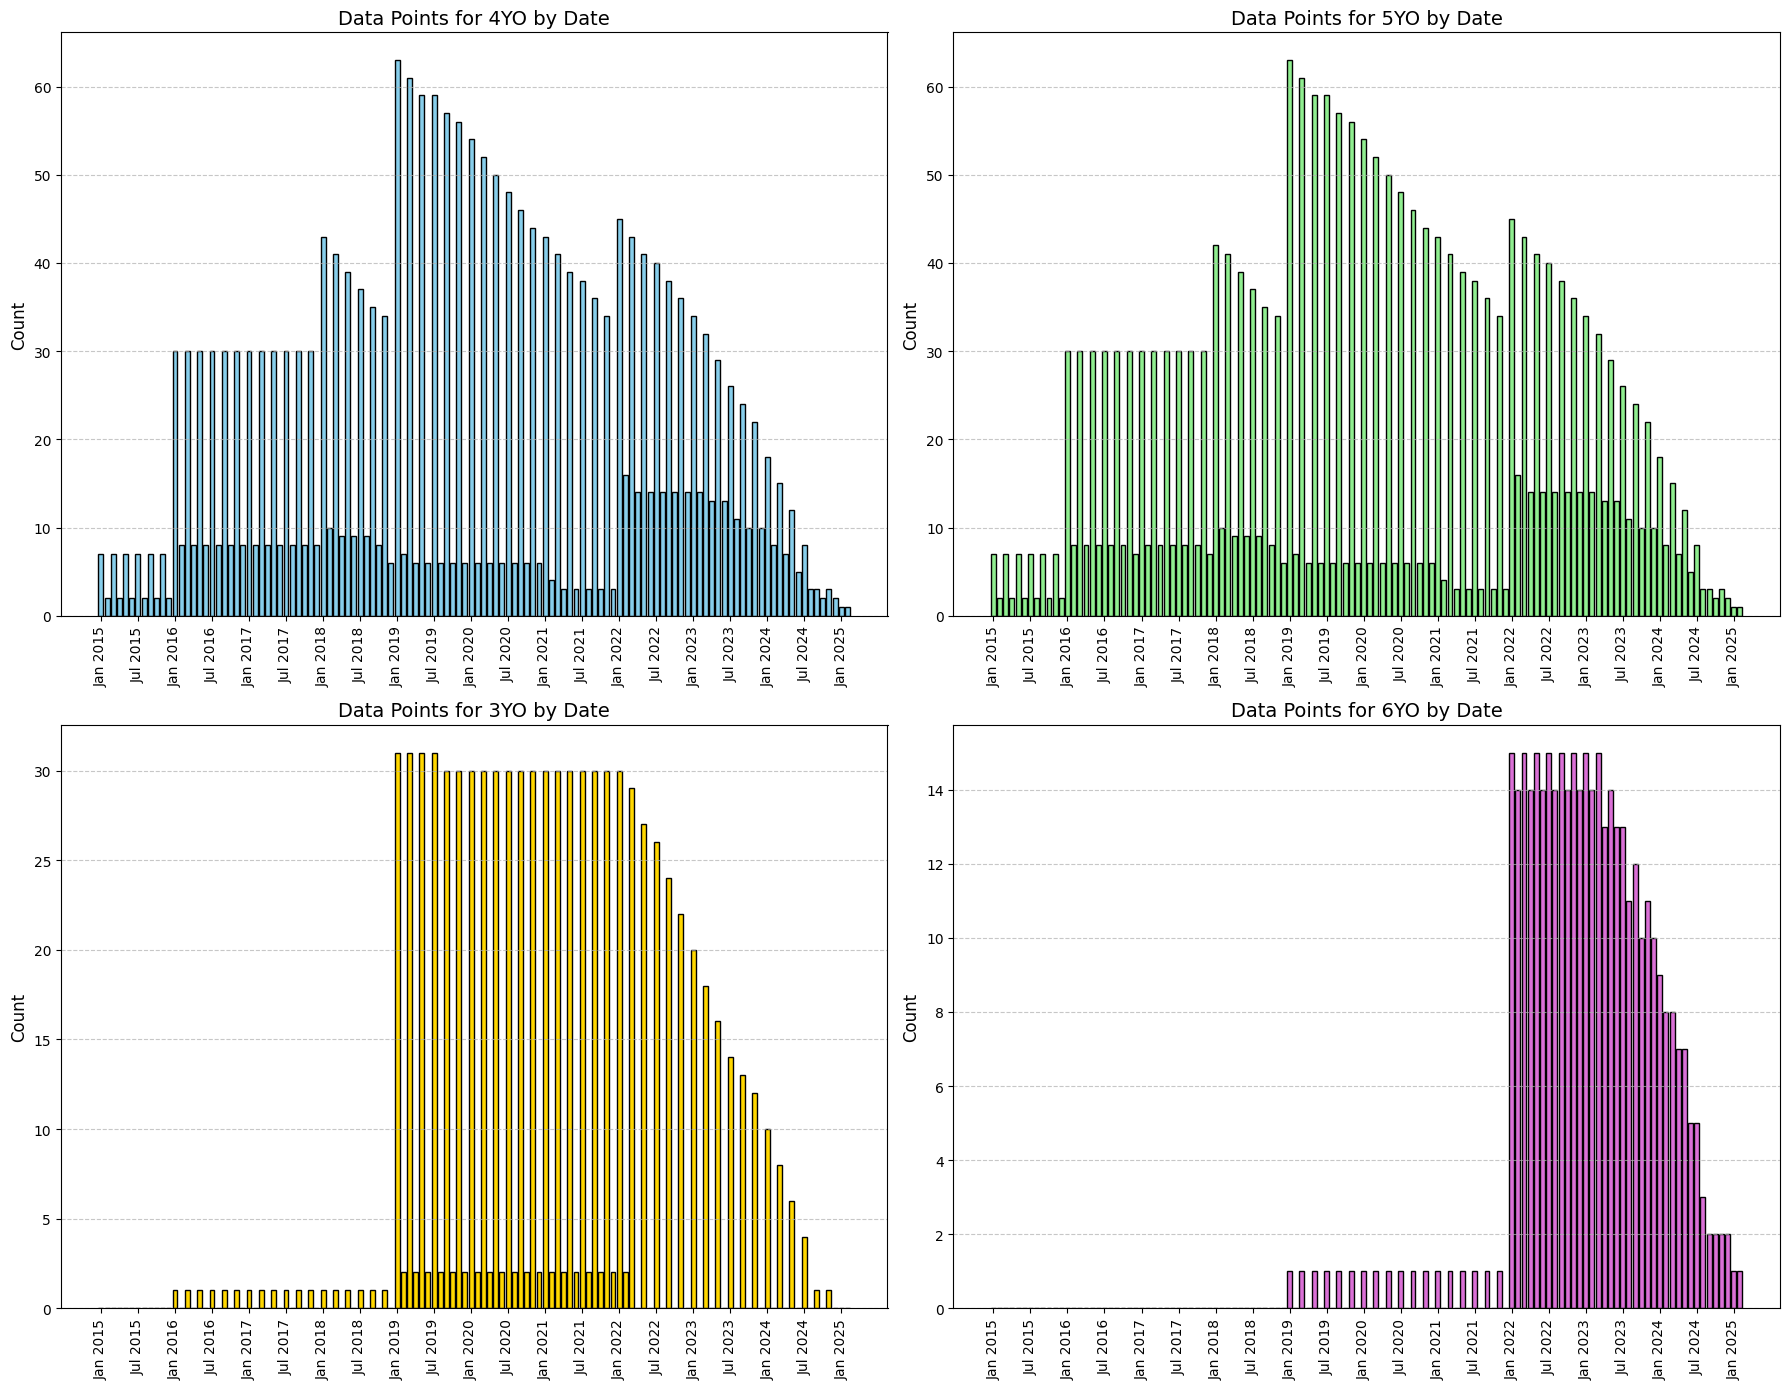 Data Points for 4YO by Date
Count
60
50
40
30
20
10
0
Jan 2015
Jul 2015
Jan 2016
Jul 2016
Jan 2017
Jul 2017
Jan 2018
Jul 2018
Jan 2019
Jul 2019
Jan 2020
Jul 2020
Jan 2021
Jul 2021
Jan 2022
Jul 2022
Jan 2023
Jul 2023
Jan 2024
Jul 2024
Jan 2025
Data Points for 5YO by Date
Count
60
50
40
30
20
10
0
Jan 2015
Jul 2015
Jan 2016
Jul 2016
Jan 2017
Jul 2017
Jan 2018
Jul 2018
Jan 2019
Jul 2019
Jan 2020
Jul 2020
Jan 2021
Jul 2021
Jan 2022
Jul 2022
Jan 2023
Jul 2023
Jan 2024
Jul 2024
Jan 2025
Data Points for 3YO by Date
Count
30
25
20
15
10
5
0
Jan 2015
Jul 2015
Jan 2016
Jul 2016
Jan 2017
Jul 2017
Jan 2018
Jul 2018
Jan 2019
Jul 2019
Jan 2020
Jul 2020
Jan 2021
Jul 2021
Jan 2022
Jul 2022
Jan 2023
Jul 2023
Jan 2024
Jul 2024
Jan 2025
Data Points for 6YO by Date
Count
14
12
10
8
6
4
2
0
Jan 2015
Jul 2015
Jan 2016
Jul 2016
Jan 2017
Jul 2017
Jan 2018
Jul 2018
Jan 2019
Jul 2019
Jan 2020
Jul 2020
Jan 2021
Jul 2021
Jan 2022
Jul 2022
Jan 2023
Jul 2023
Jan 2024
Jul 2024
Jan 2025